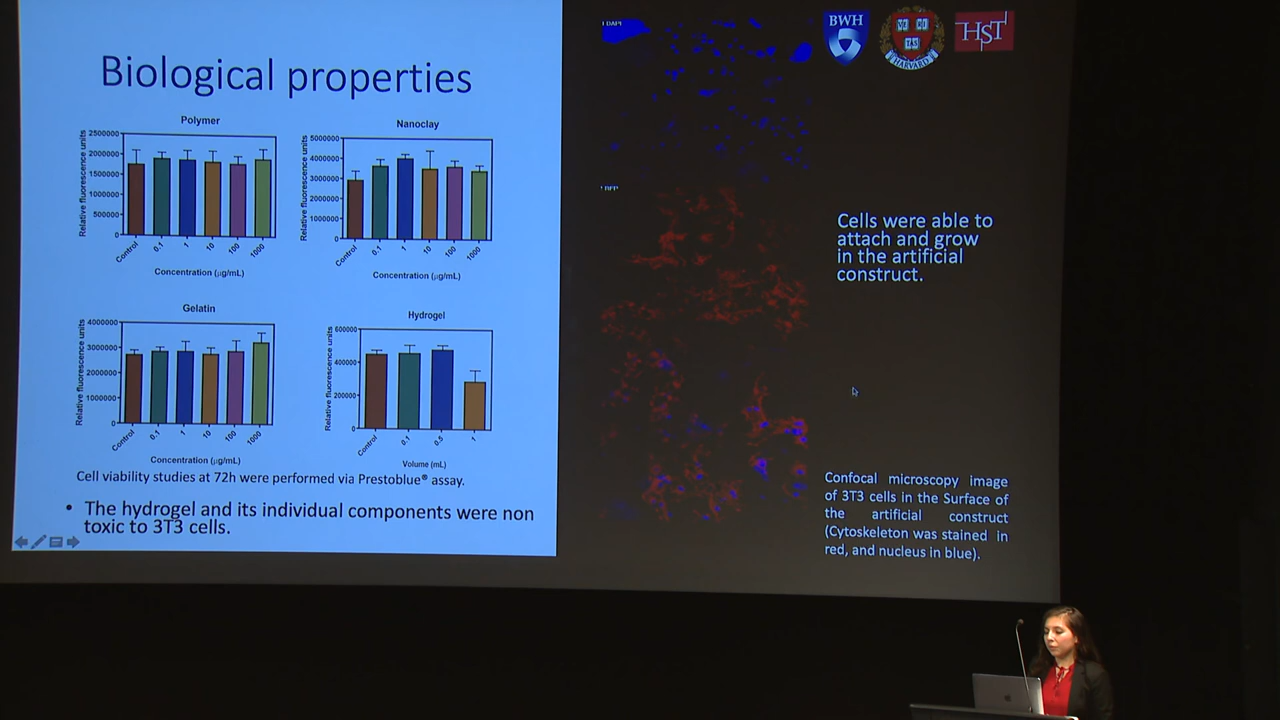 Biological properties
Polymer
Relative fluorescence units
2500000
2000000
1500000
1000000
500000
0
Control
0.1
1
10
100
1000
Concentration (µg/mL)
Nanoclay
Relative fluorescence units
5000000
4000000
3000000
2000000
1000000
0
Control
0.1
1
10
100
1000
Concentration (µg/mL)
Gelatin
Relative fluorescence units
4000000
3000000
2000000
1000000
0
Control
0.1
1
10
100
1000
Concentration (µg/mL)
Hydrogel
Relative fluorescence units
600000
400000
200000
0
Control
0.1
0.5
1
Volume (mL)
Cell viability studies at 72h were performed via Prestoblue® assay.
• The hydrogel and its individual components were non
toxic to 3T3 cells.
DAPI
RFP
BWH
VE RI
TS
HARVARD
HST
Cells were able to
attach and grow
in the artificial
construct.
Confocal microscopy image
of 3T3 cells in the Surface of
the artificial construct
(Cytoskeleton was stained in
red, and nucleus in blue).